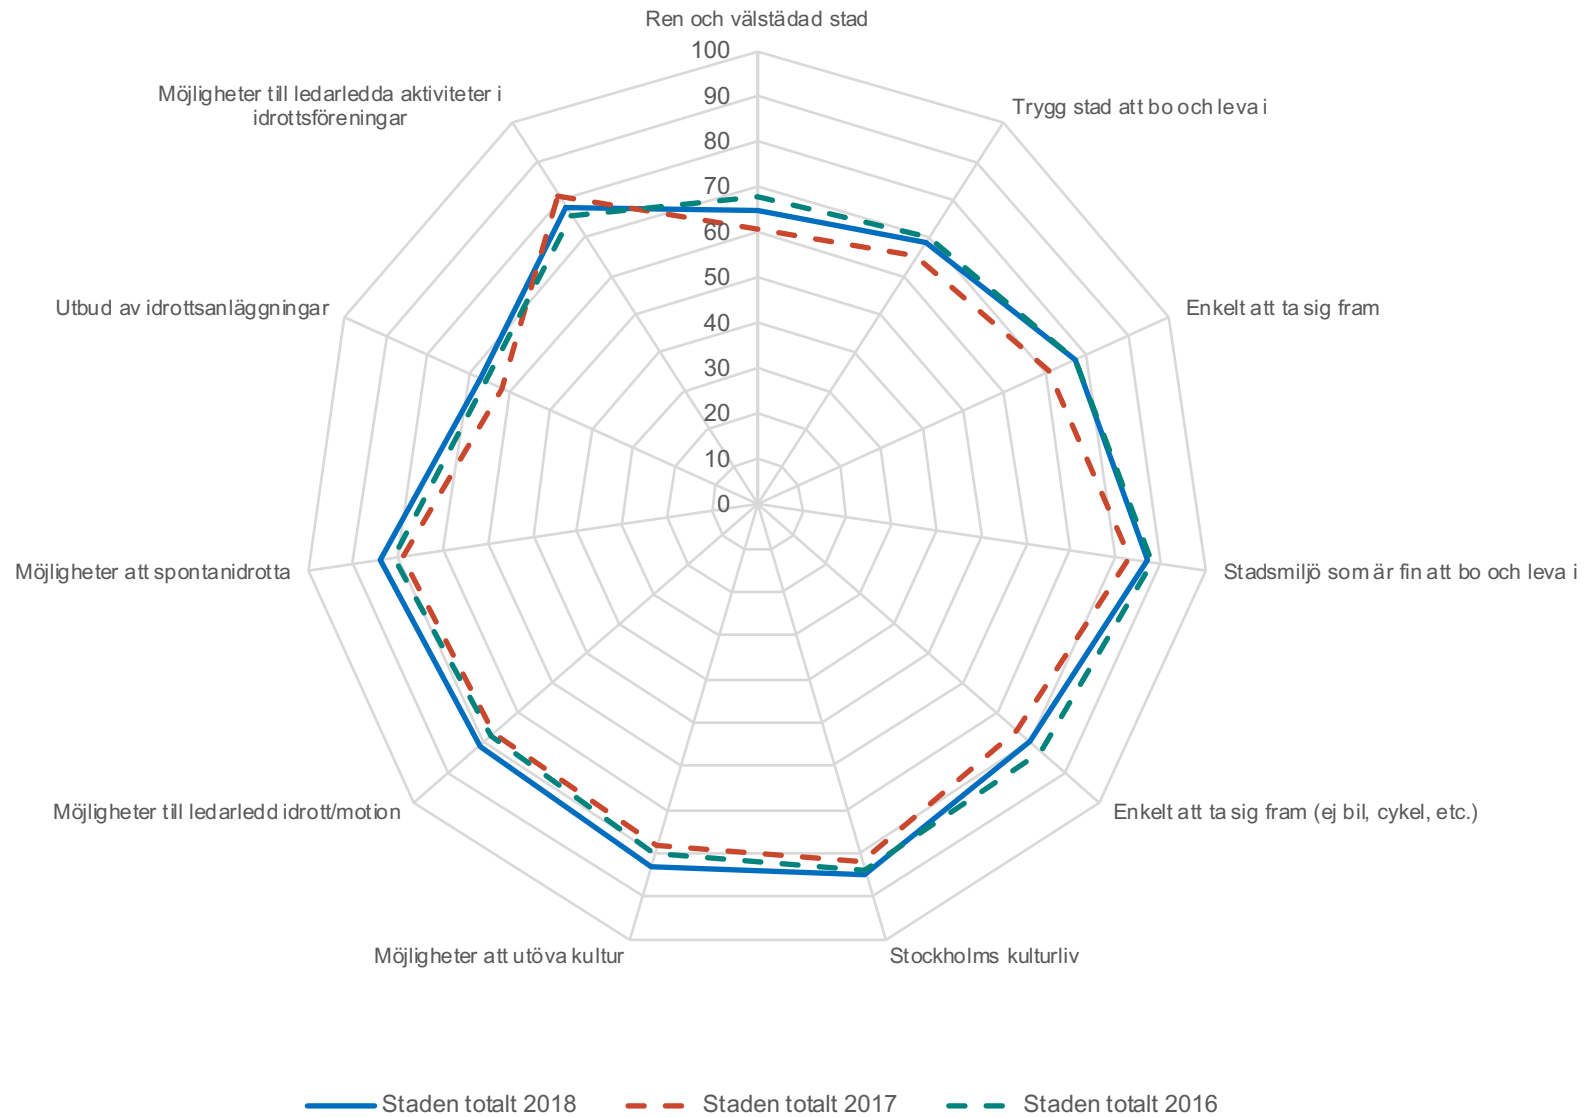 Ren och välstädad stad
100
90
80
70
60
50
40
30
20
10
0
Trygg stad att bo och leva i
Enkelt att ta sig fram
Stadsmiljö som är fin att bo och leva i
Enkelt att ta sig fram (ej bil, cykel, etc.)
Stockholms kulturliv
Möjligheter att utöva kultur
Möjligheter till ledarledd idrott/motion
Möjligheter att spontanidrotta
Utbud av idrottsanläggningar
Möjligheter till ledarledda aktiviteter i
idrottsföreningar
Staden totalt 2018
Staden totalt 2017
Staden totalt 2016